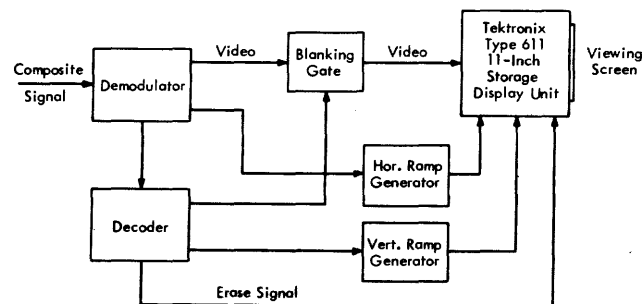 Composite
Signal
Demodulator
Video
Blanking
Gate
Video
Tektronix
Type 611
11-Inch
Storage
Display Unit
Viewing
Screen
Hor. Ramp
Generator
Decoder
Vert. Ramp
Generator
Erase Signal